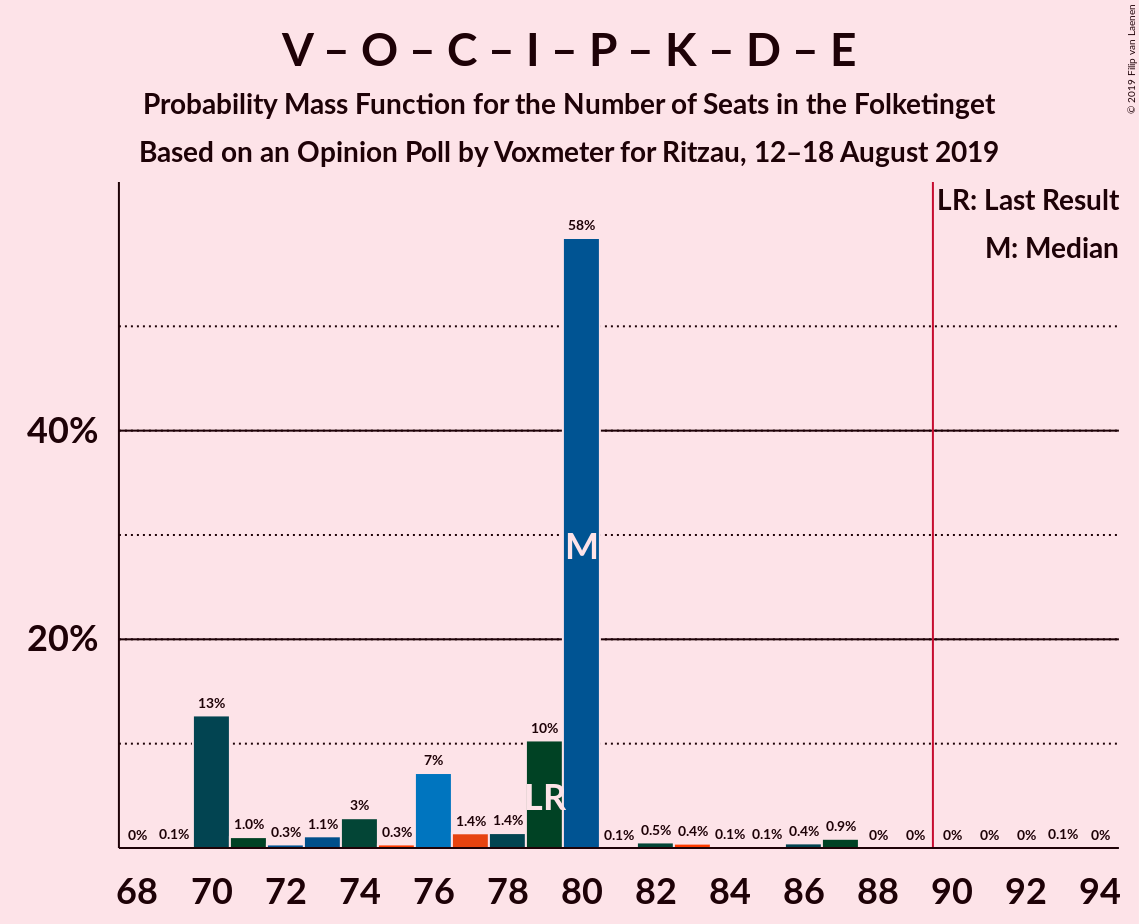 V – O – C – I – P – K – D – E
Probability Mass Function for the Number of Seats in the Folketinget
Based on an Opinion Poll by Voxmeter for Ritzau, 12–18 August 2019
© 2019 Filip van Laenen
LR: Last Result
M: Median
58%
40%
M
20%
13%
10%
7%
LR
3%
0% 0.1% 1.0% 0.3% 1.1% 0.3% 1.4% 1.4% 0.1% 0.5% 0.4% 0.1% 0.1% 0.4% 0.9% 0% 0% 0% 0% 0% 0.1% 0%
68 70 72 74 76 78 80 82 84 86 88 90 92 94